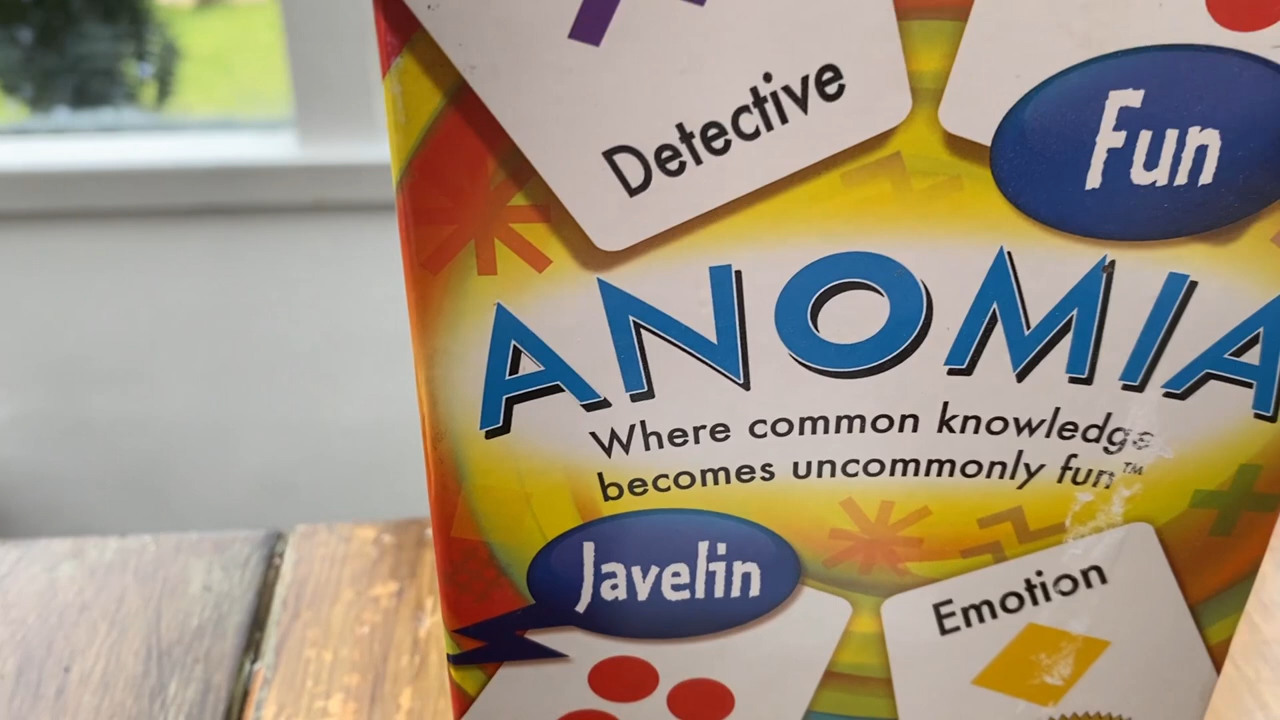 Detective
Fun
ANOMIA
Where common knowledge
becomes uncommonly fun™
Javelin
Emotion